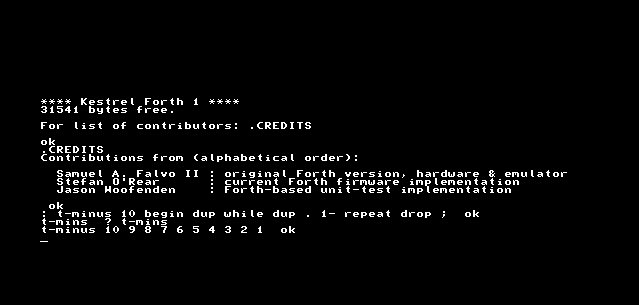 **** Kestrel Forth 1 ****
31541 bytes free.
For list of contributors: .CREDITS
ok
.CREDITS
Contributions from (alphabetical order):
Samuel A. Falvo II : original Forth version, hardware & emulator
Stefan O'Rear : current Forth firmware implementation
Jason Woofenden : Forth-based unit-test implementation
ok
: t-minus 10 begin dup while dup . 1- repeat drop ; ok
t-mins ? t-mins
t-minus 10 9 8 7 6 5 4 3 2 1 ok